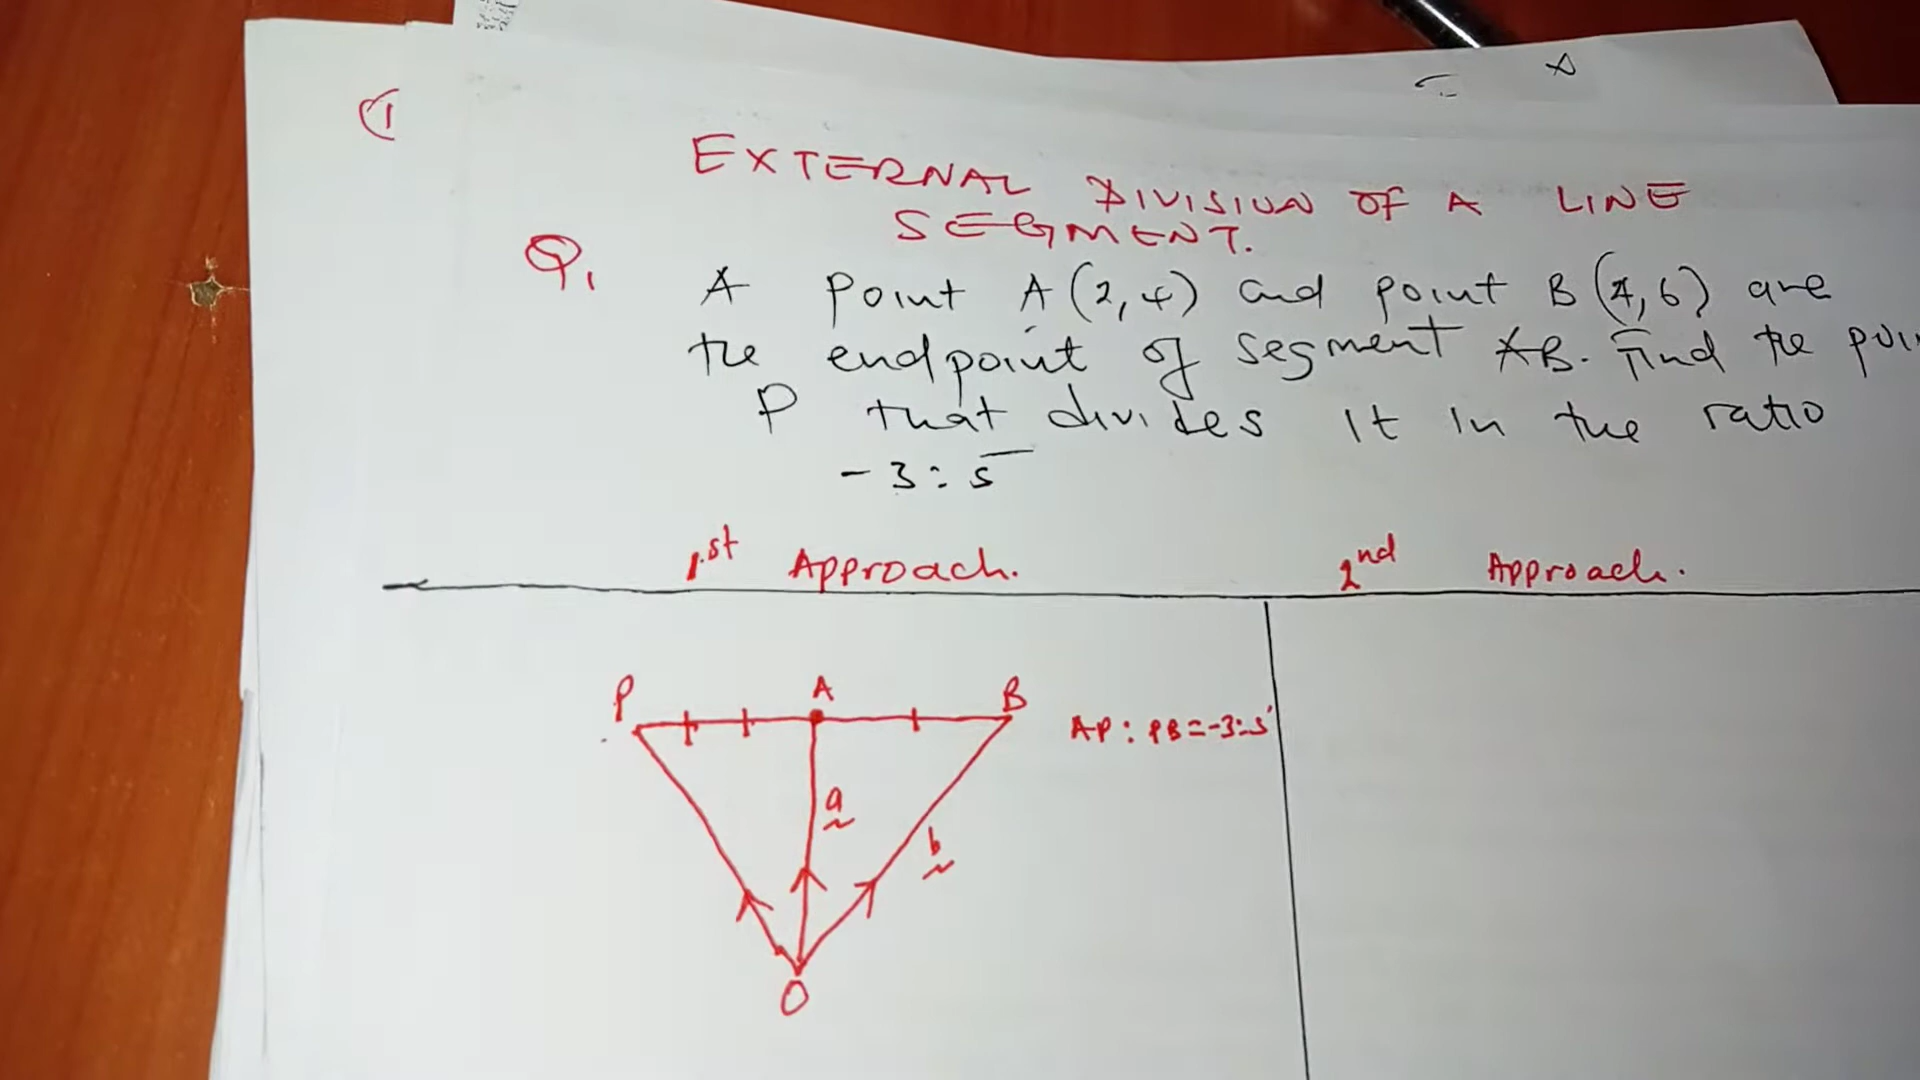 ①
EXTERNAL DIVISION OF A LINE
SEGMENT.
Q1 A point A(2,4) and point B(4,6) are
the endpoint of segment AB. Find the
P that divides it in the ratio
-3:5
1st Approach.
2nd Approach.
P A B
AP:PB=-3:5
a
b
O